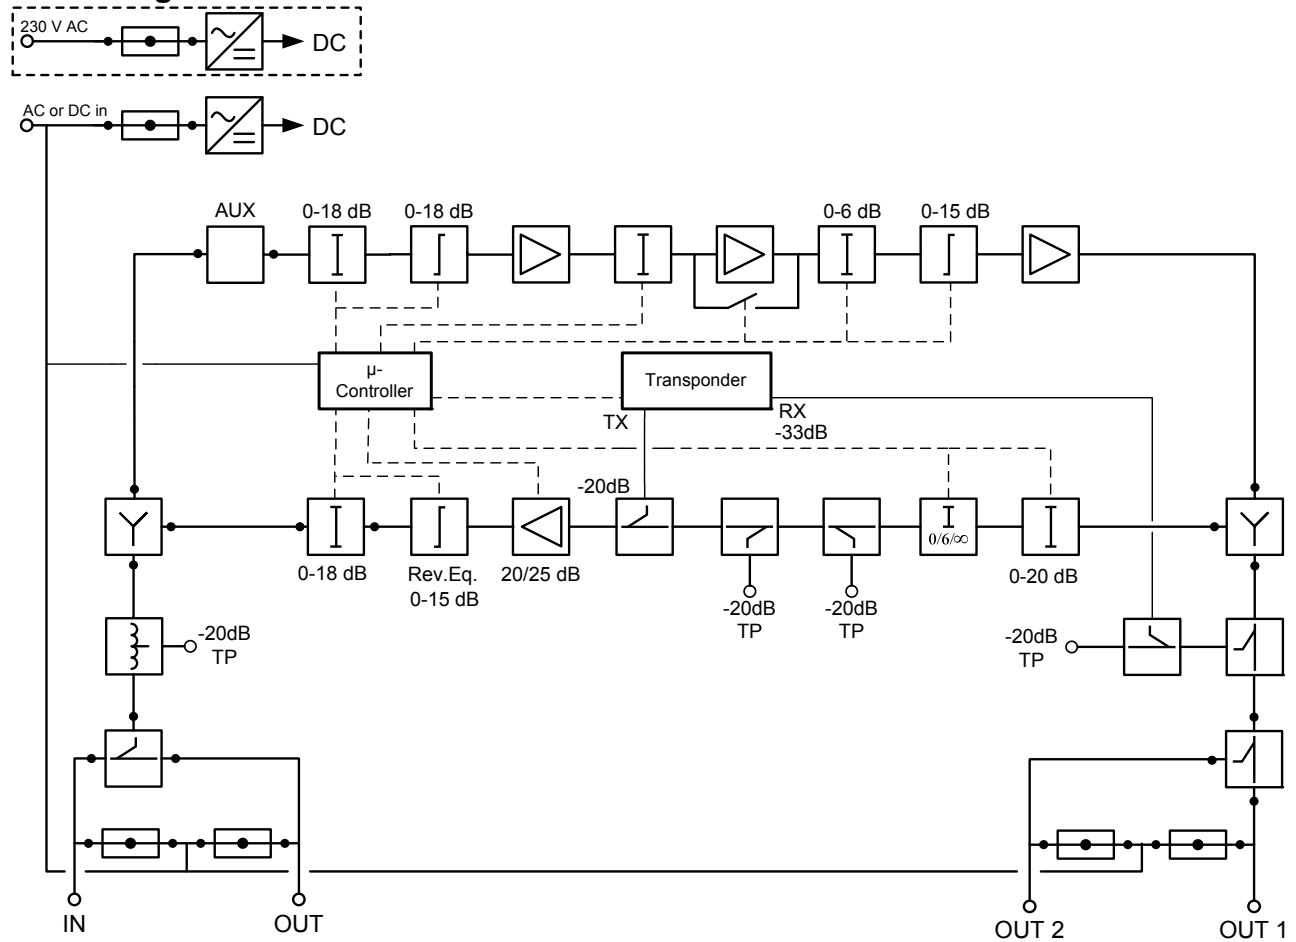 230 V AC
DC
AC or DC in
DC
AUX
0-18 dB
0-18 dB
0-6 dB
0-15 dB
µ-
Controller
Transponder
TX
RX
-33dB
-20dB
0/6/∞
0-18 dB
Rev.Eq.
0-15 dB
20/25 dB
0-20 dB
-20dB
TP
-20dB
TP
-20dB
TP
-20dB
TP
IN
OUT
OUT 2
OUT 1